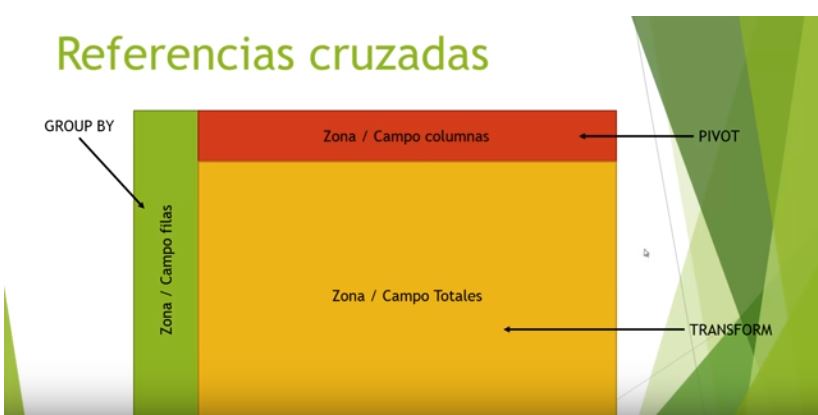 Referencias cruzadas
GROUP BY
Zona / Campo columnas
PIVOT
Zona / Campo filas
Zona / Campo Totales
TRANSFORM